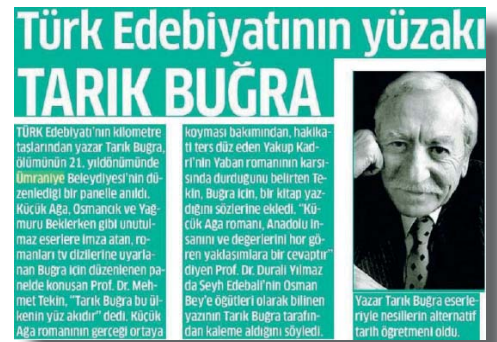 Türk Edebiyatının yüzakı
TARIK BUĞRA
TÜRK Edebiyatı'nın kilometre
taşlarından yazar Tarık Buğra,
ölümünün 21. yıldönümünde
Ümraniye Beleydiyesi'nin dü-
zenlediği bir panelle anıldı.
Küçük Ağa, Osmancık ve Yağ-
muru Beklerken gibi unutul-
maz eserlere imza atan, ro-
manları tv dizilerine uyarla-
nan Buğra için düzenlenen pa-
nelde konuşan Prof. Dr. Meh-
met Tekin, "Tarık Buğra bu ül-
kenin yüz akıdır" dedi. Küçük
Ağa romanının gerçeği ortaya
koyması bakımından, hakika-
ti ters düz eden Yakup Kad-
ri'nin Yaban romanının karşı-
sında durduğunu belirten Te-
kin, Buğra için, bir kitap yaz-
dığını sözlerine ekledi. "Kü-
çük Ağa romanı, Anadolu in-
sanını ve değerlerini hor gö-
ren yaklaşımlara bir cevaptır"
diyen Prof. Dr. Durali Yılmaz
da Şeyh Edebali'nin Osman
Bey'e öğütleri olarak bilinen
yazının Tarık Buğra tarafın-
dan kaleme aldığını söyledi.
Yazar Tarık Buğra eserle-
riyle nesillerin alternatif
tarih öğretmeni oldu.